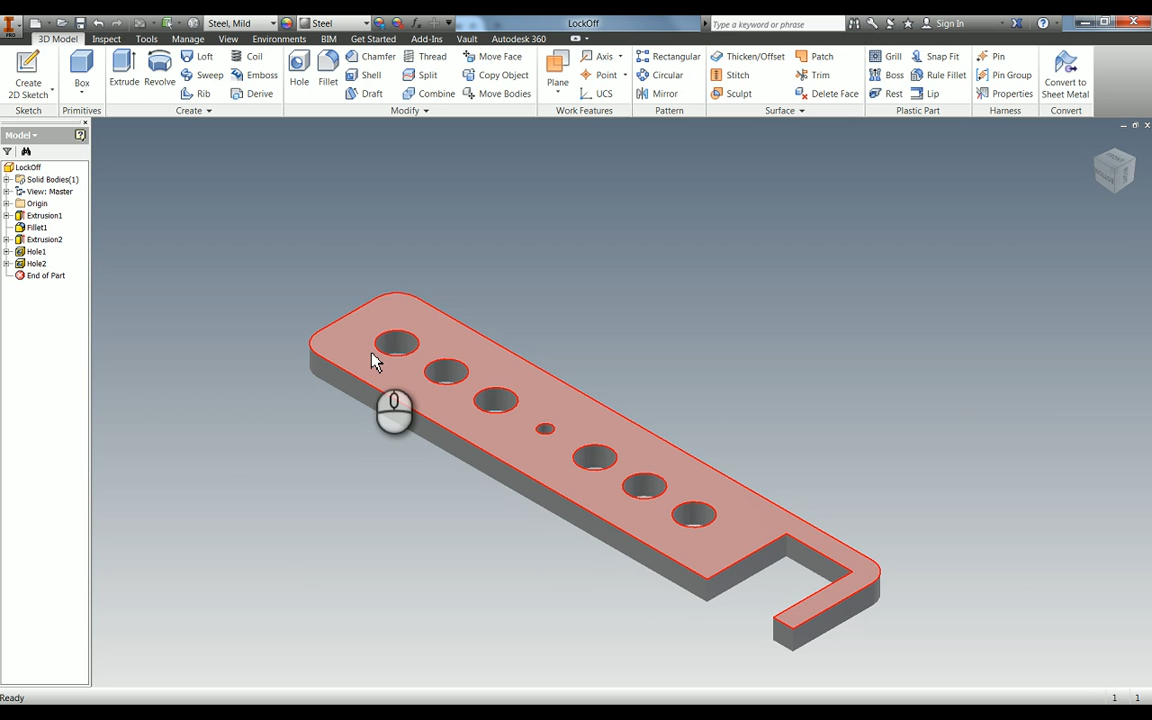 Steel, Mild Steel LockOff Type a keyword or phrase Sign In
PRO
3D Model Inspect Tools Manage View Environments BIM Get Started Add-Ins Vault Autodesk 360
Create
2D Sketch
Box
Extrude Revolve
Loft Coil
Sweep Emboss
Rib Derive
Hole Fillet
Chamfer Thread Move Face
Shell Split Copy Object
Draft Combine Move Bodies
Plane
Axis
Point
UCS
Rectangular
Circular
Mirror
Thicken/Offset Patch
Stitch Trim
Sculpt Delete Face
Grill Snap Fit
Boss Rule Fillet
Rest Lip
Pin
Pin Group
Properties
Convert to
Sheet Metal
Sketch Primitives Create Modify Work Features Pattern Surface Plastic Part Harness Convert
Model
LockOff
Solid Bodies(1)
View: Master
Origin
Extrusion1
Fillet1
Extrusion2
Hole1
Hole2
End of Part
FRONT
BOTTOM
Ready 1 1